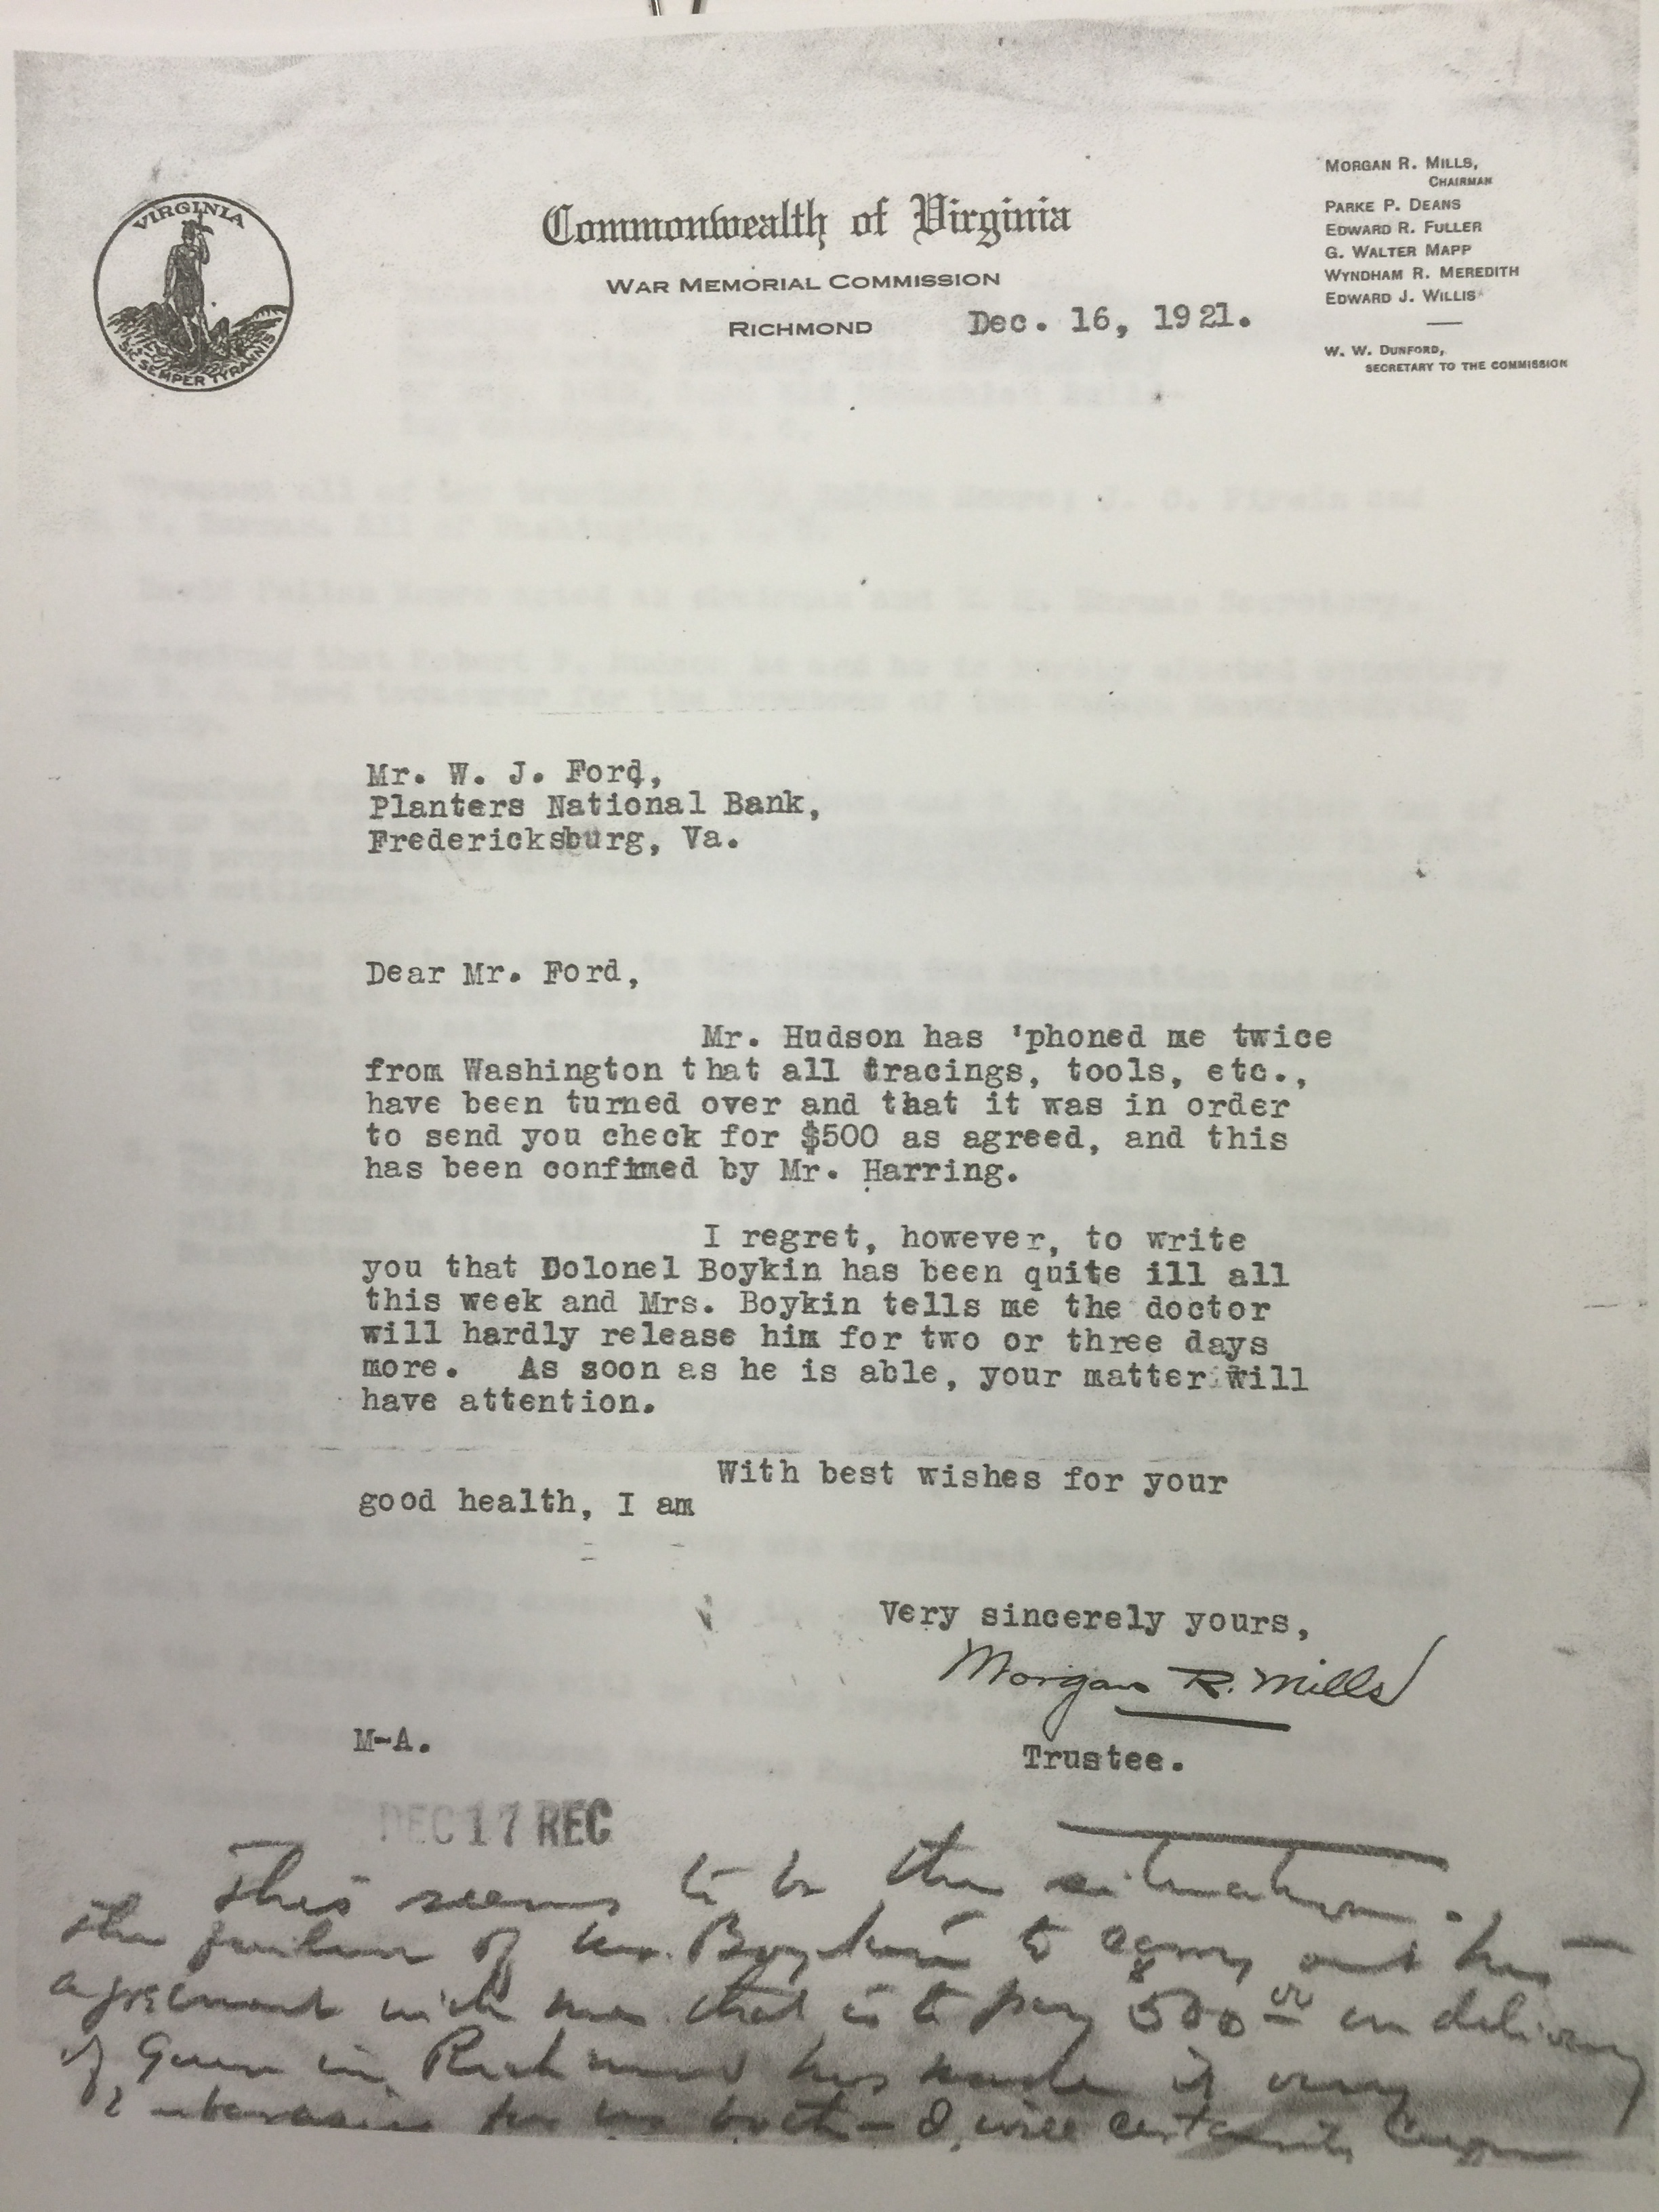 VIRGINIA
SIC SEMPER TYRANNIS
Commonwealth of Virginia
WAR MEMORIAL COMMISSION
RICHMOND
Dec. 16, 1921.
MORGAN R. MILLS,
CHAIRMAN
PARKE P. DEANS
EDWARD R. FULLER
G. WALTER MAPP
WYNDHAM R. MEREDITH
EDWARD J. WILLIS
W. W. DUNFORD,
SECRETARY TO THE COMMISSION
Mr. W. J. Ford,
Planters National Bank,
Fredericksburg, Va.
Dear Mr. Ford,
Mr. Hudson has 'phoned me twice
from Washington that all tracings, tools, etc.,
have been turned over and that it was in order
to send you check for $500 as agreed, and this
has been confimed by Mr. Harring.
I regret, however, to write
you that Dolonel Boykin has been quite ill all
this week and Mrs. Boykin tells me the doctor
will hardly release him for two or three days
more. As soon as he is able, your matter will
have attention.
With best wishes for your
good health, I am
Very sincerely yours,
Morgan R. Mills
Trustee.
M-A.
DEC 17 REC
This seems to be the situation.
the failure of Mr. Boykin to carry out his
agreement with me that is to pay 500 on delivery
of Guns in Richmond has made it very
for us both - I will certainly